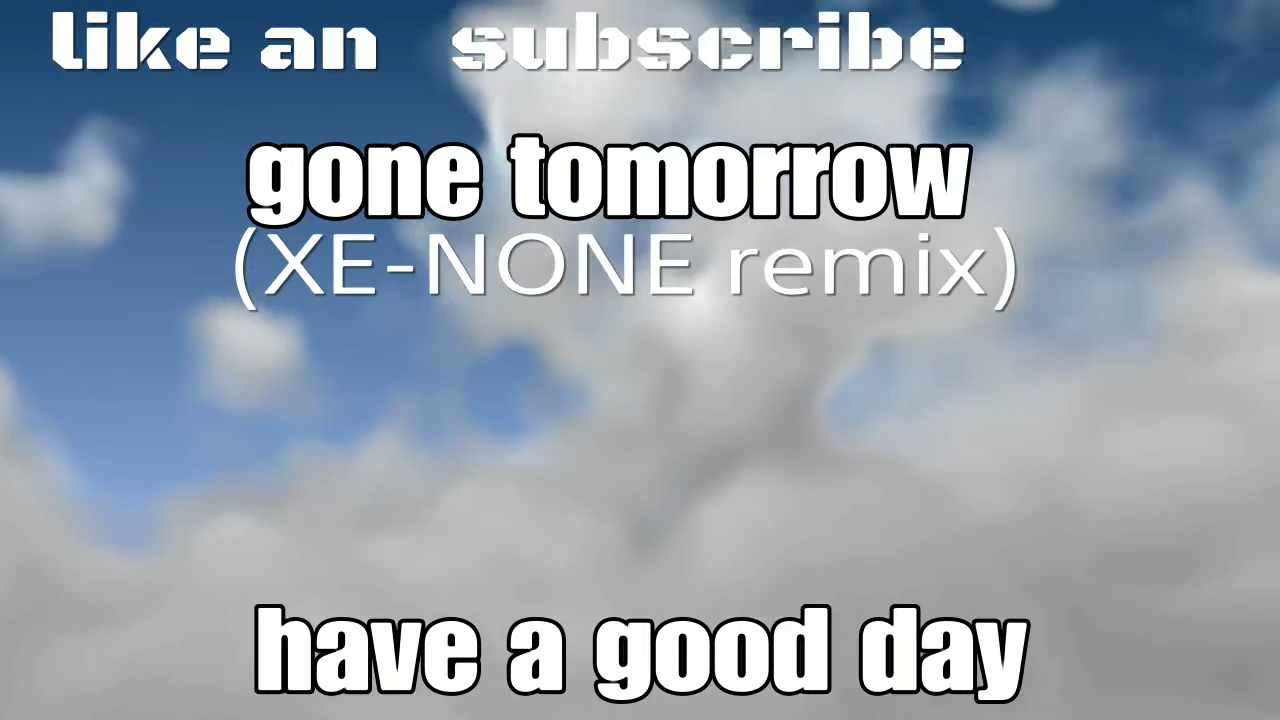 like an subscribe
gone tomorrow
(XE-NONE remix)
have a good day